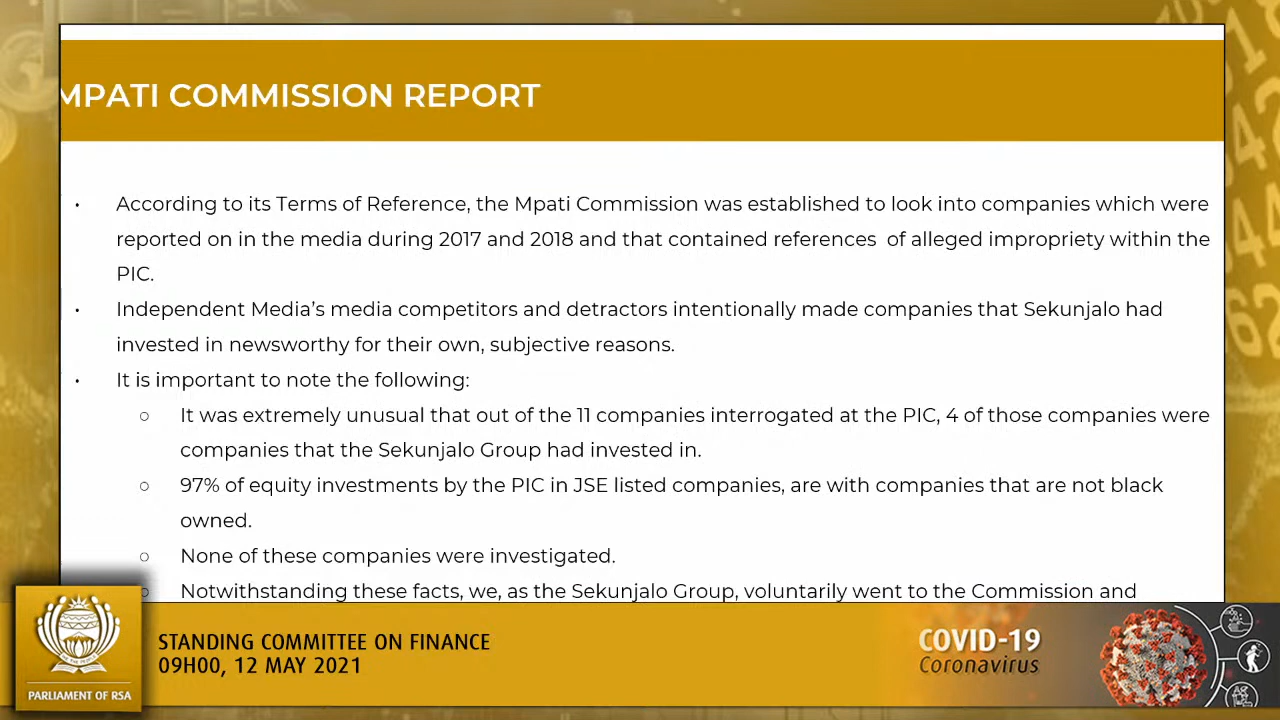 MPATI COMMISSION REPORT
• According to its Terms of Reference, the Mpati Commission was established to look into companies which were
reported on in the media during 2017 and 2018 and that contained references of alleged impropriety within the
PIC.
• Independent Media's media competitors and detractors intentionally made companies that Sekunjalo had
invested in newsworthy for their own, subjective reasons.
• It is important to note the following:
○ It was extremely unusual that out of the 11 companies interrogated at the PIC, 4 of those companies were
companies that the Sekunjalo Group had invested in.
○ 97% of equity investments by the PIC in JSE listed companies, are with companies that are not black
owned.
○ None of these companies were investigated.
○ Notwithstanding these facts, we, as the Sekunjalo Group, voluntarily went to the Commission and
STANDING COMMITTEE ON FINANCE
09H00, 12 MAY 2021
PARLIAMENT OF RSA
COVID-19
Coronavirus